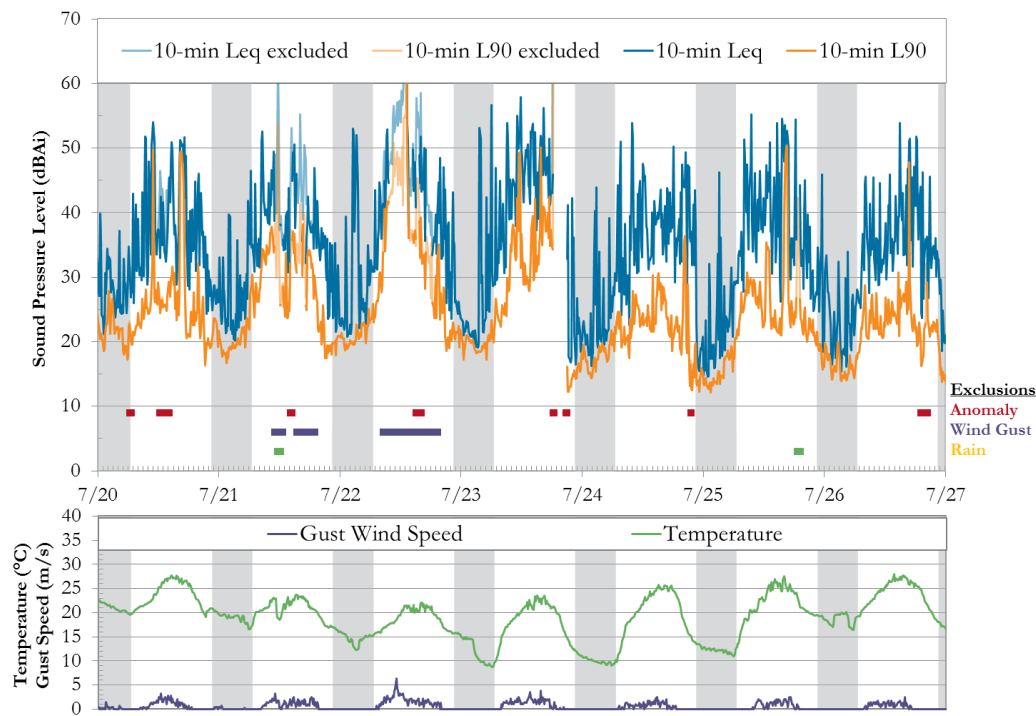 70
10-min Leq excluded 10-min L90 excluded 10-min Leq 10-min L90
60
50
40
30
20
10
0
Sound Pressure Level (dBAi)
Exclusions
Anomaly
Wind Gust
Rain
7/20 7/21 7/22 7/23 7/24 7/25 7/26 7/27
40
Gust Wind Speed Temperature
35
30
25
20
15
10
5
0
Temperature (°C)
Gust Speed (m/s)